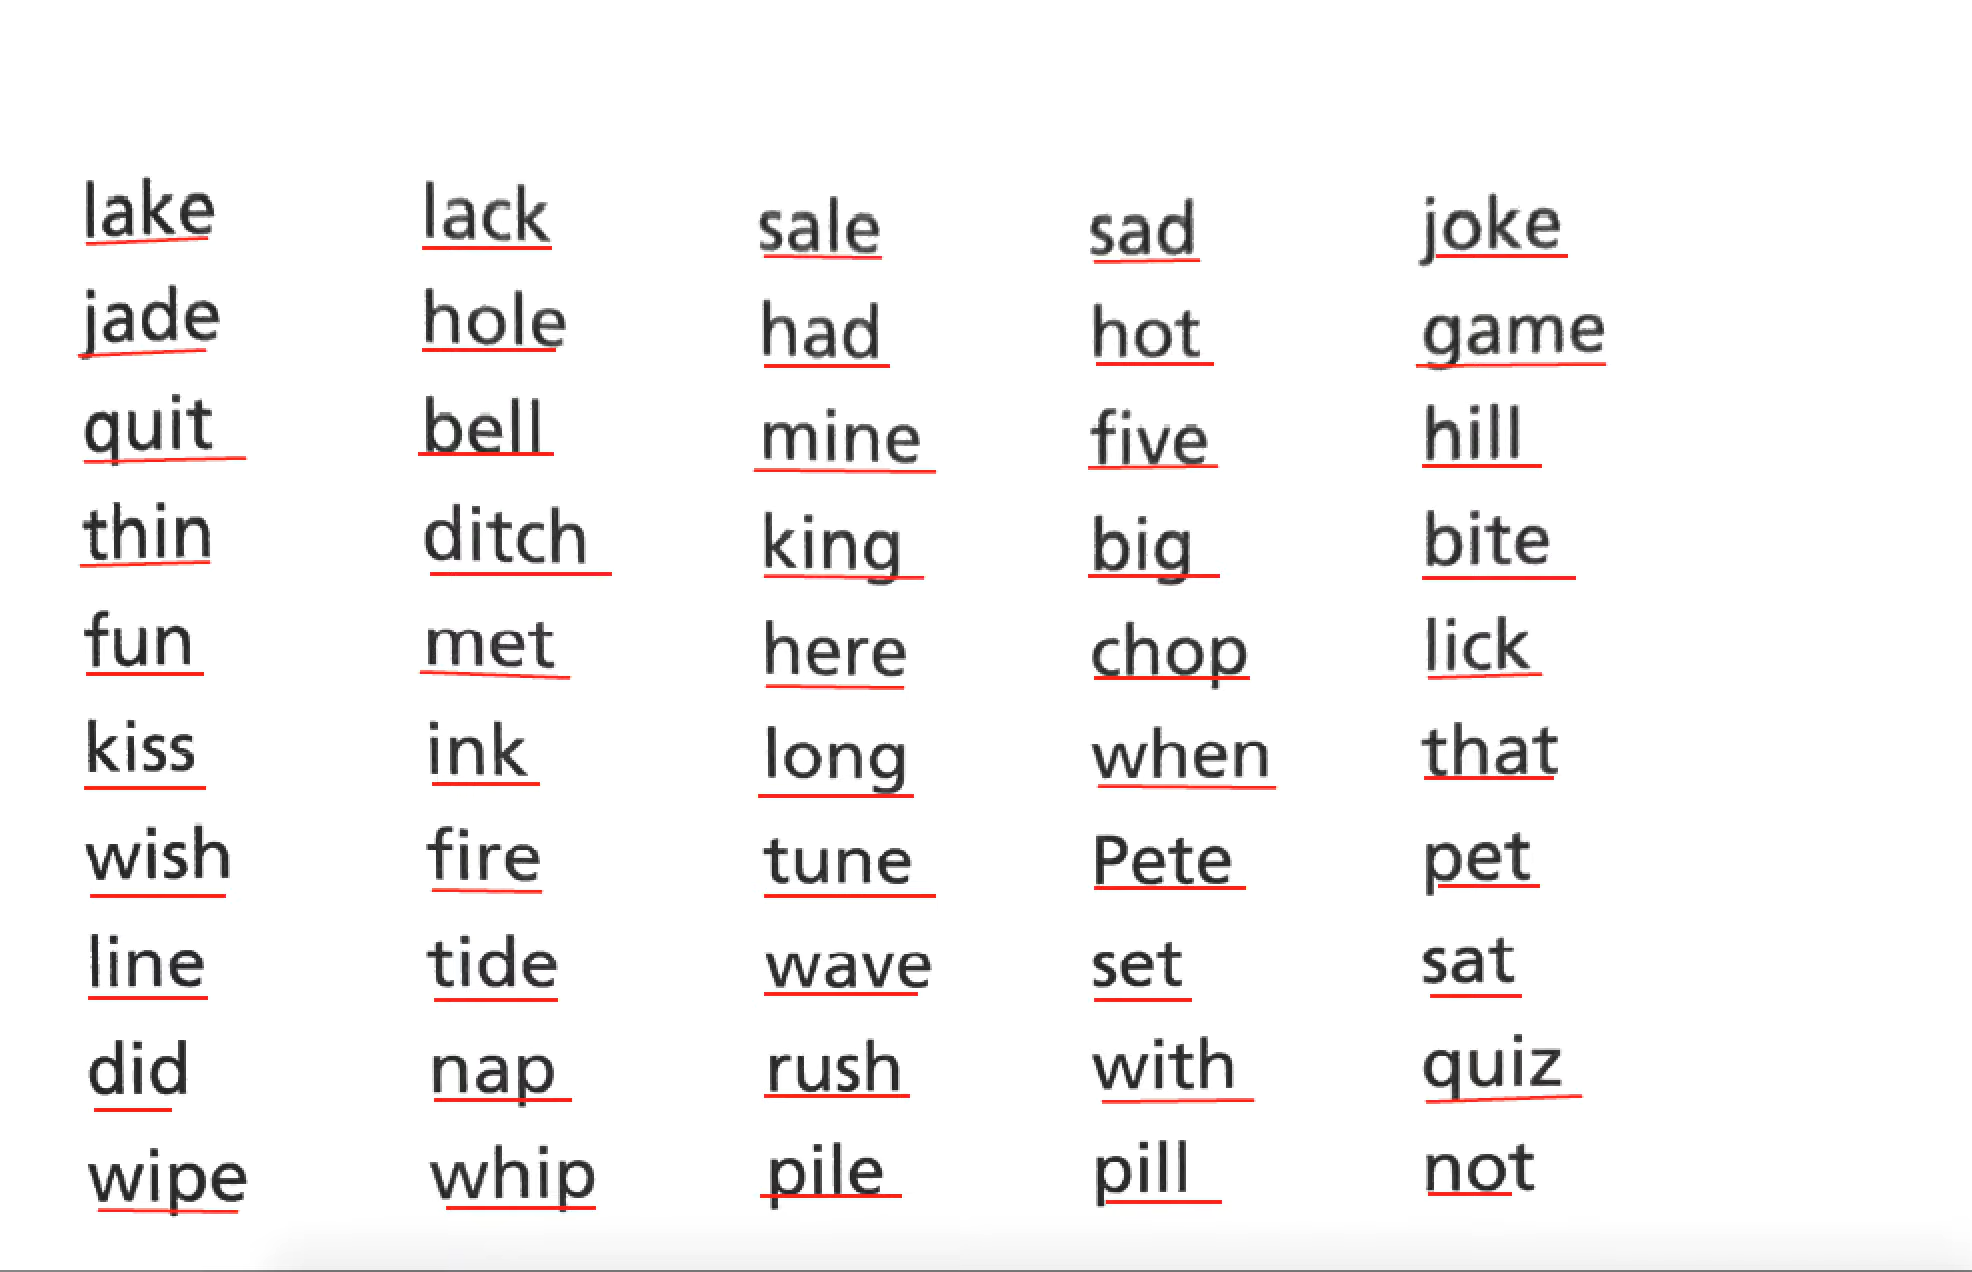 lake lack sale sad joke
jade hole had hot game
quit bell mine five hill
thin ditch king big bite
fun met here chop lick
kiss ink long when that
wish fire tune Pete pet
line tide wave set sat
did nap rush with quiz
wipe whip pile pill not